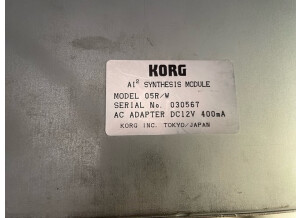 KORG
AI² SYNTHESIS MODULE
MODEL 05R/W
SERIAL No. 030567
AC ADAPTER DC12V 400mA
KORG INC. TOKYO/JAPAN